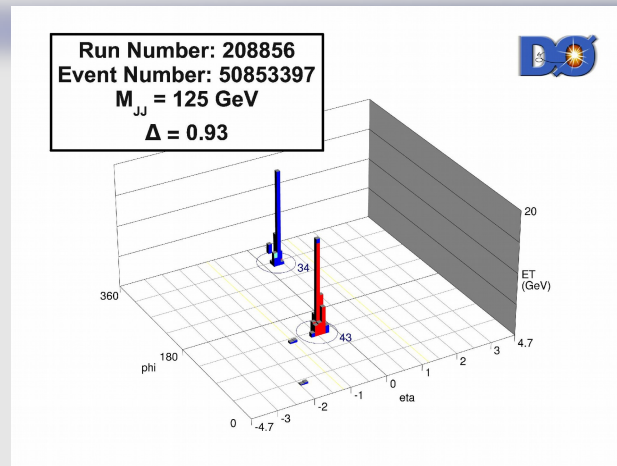 Run Number: 208856
Event Number: 50853397
M_JJ = 125 GeV
Δ = 0.93
DØ
20
ET
(GeV)
34
43
360
180
phi
0
-4.7
-3
-2
-1
0
1
2
3
4.7
eta